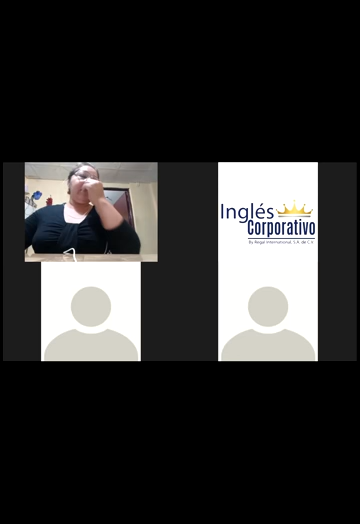 Inglés
Corporativo
By Regal International, S.A. de C.V.